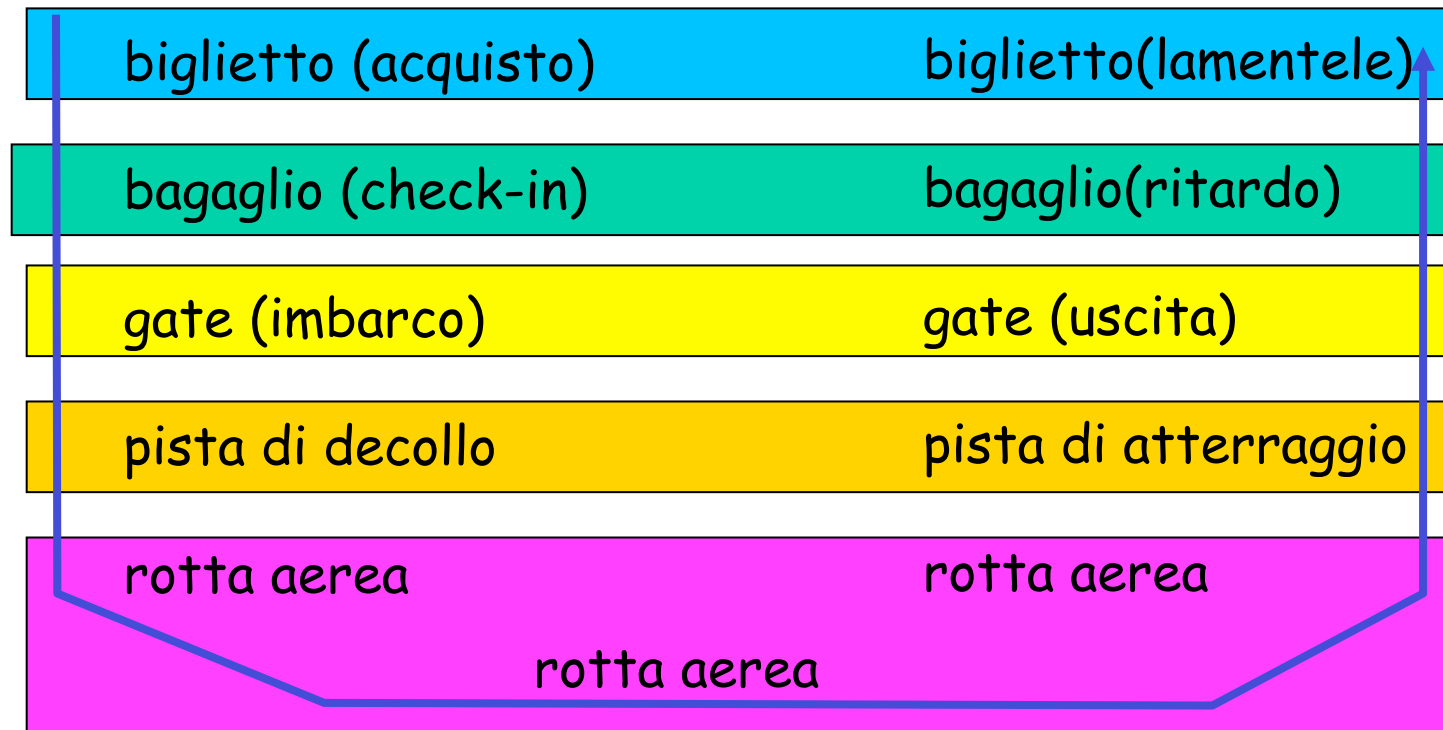 biglietto (acquisto) biglietto(lamentele)
bagaglio (check-in) bagaglio(ritardo)
gate (imbarco) gate (uscita)
pista di decollo pista di atterraggio
rotta aerea rotta aerea
rotta aerea